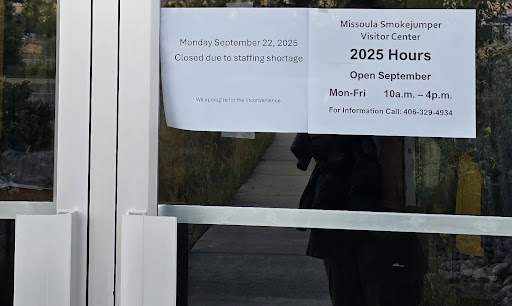 Monday September 22, 2025
Closed due to staffing shortage
We apologize for the inconvenience.
Missoula Smokejumper
Visitor Center
2025 Hours
Open September
Mon-Fri 10a.m. – 4p.m.
For Information Call: 406-329-4934